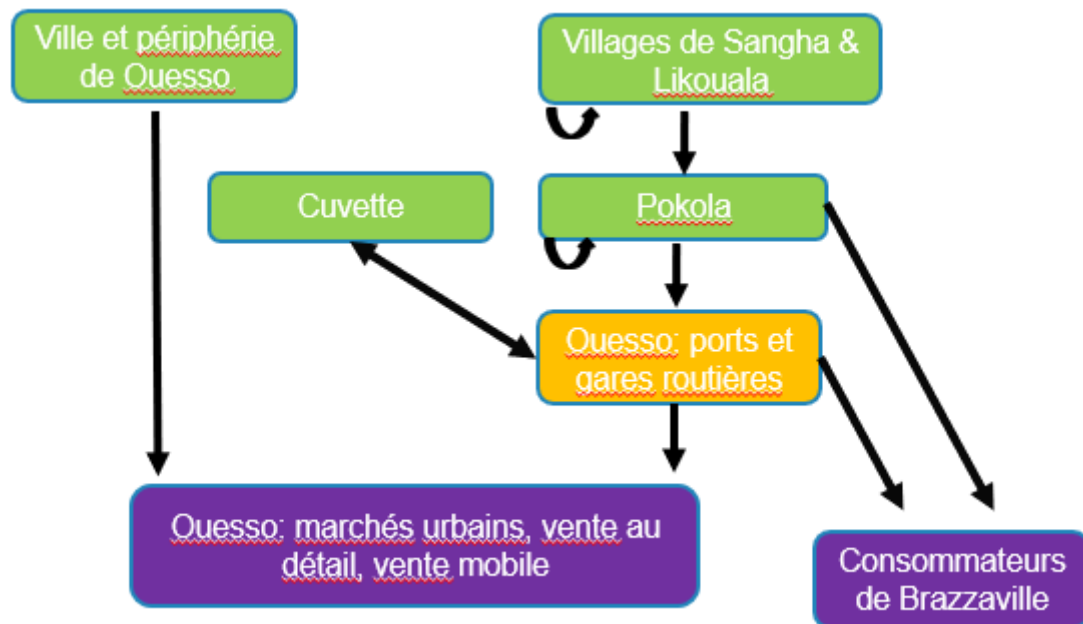 Ville et périphérie
de Ouesso
Villages de Sangha &
Likouala
Cuvette
Pokola
Ouesso: ports et
gares routières
Ouesso: marchés urbains, vente au
détail, vente mobile
Consommateurs
de Brazzaville